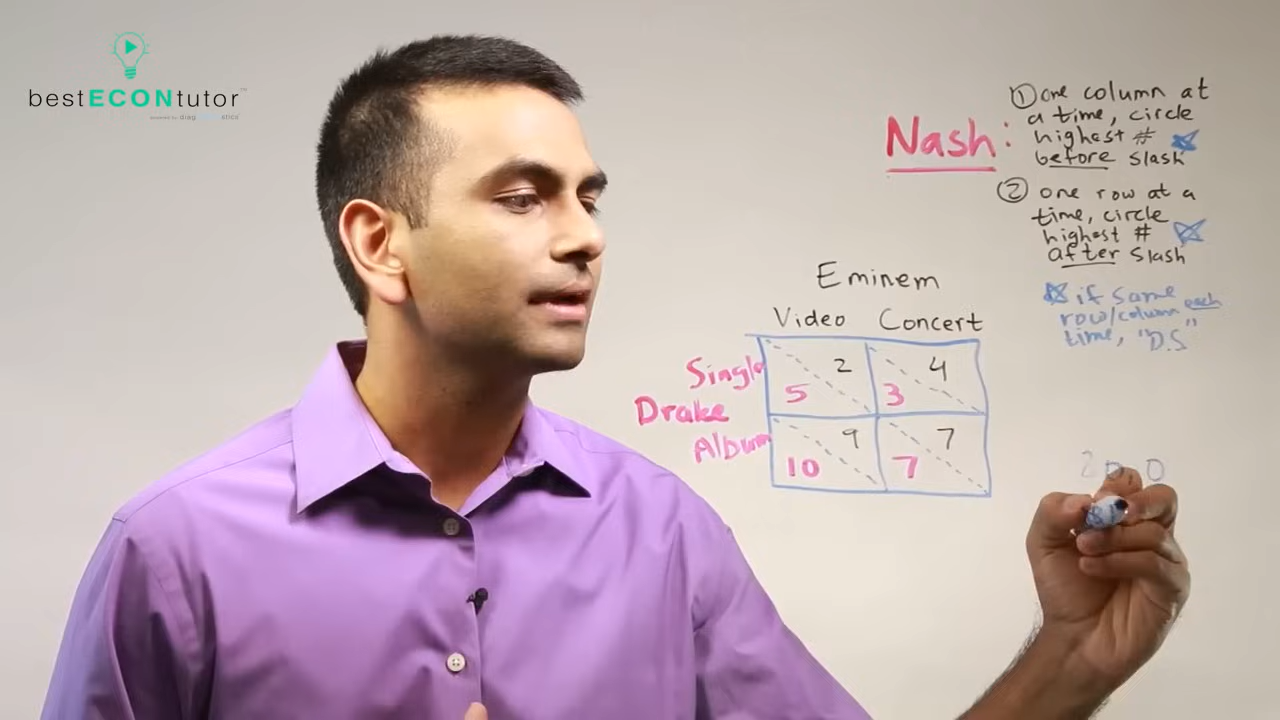 bestECONtutor
Nash:
① one column at
a time, circle
highest #
before slash
② one row at a
time, circle
highest #
after slash
if same
row/column each
time, "D.S"
Eminem
Video Concert
Single 5 2 3 4
Drake
Album 10 9 7 7